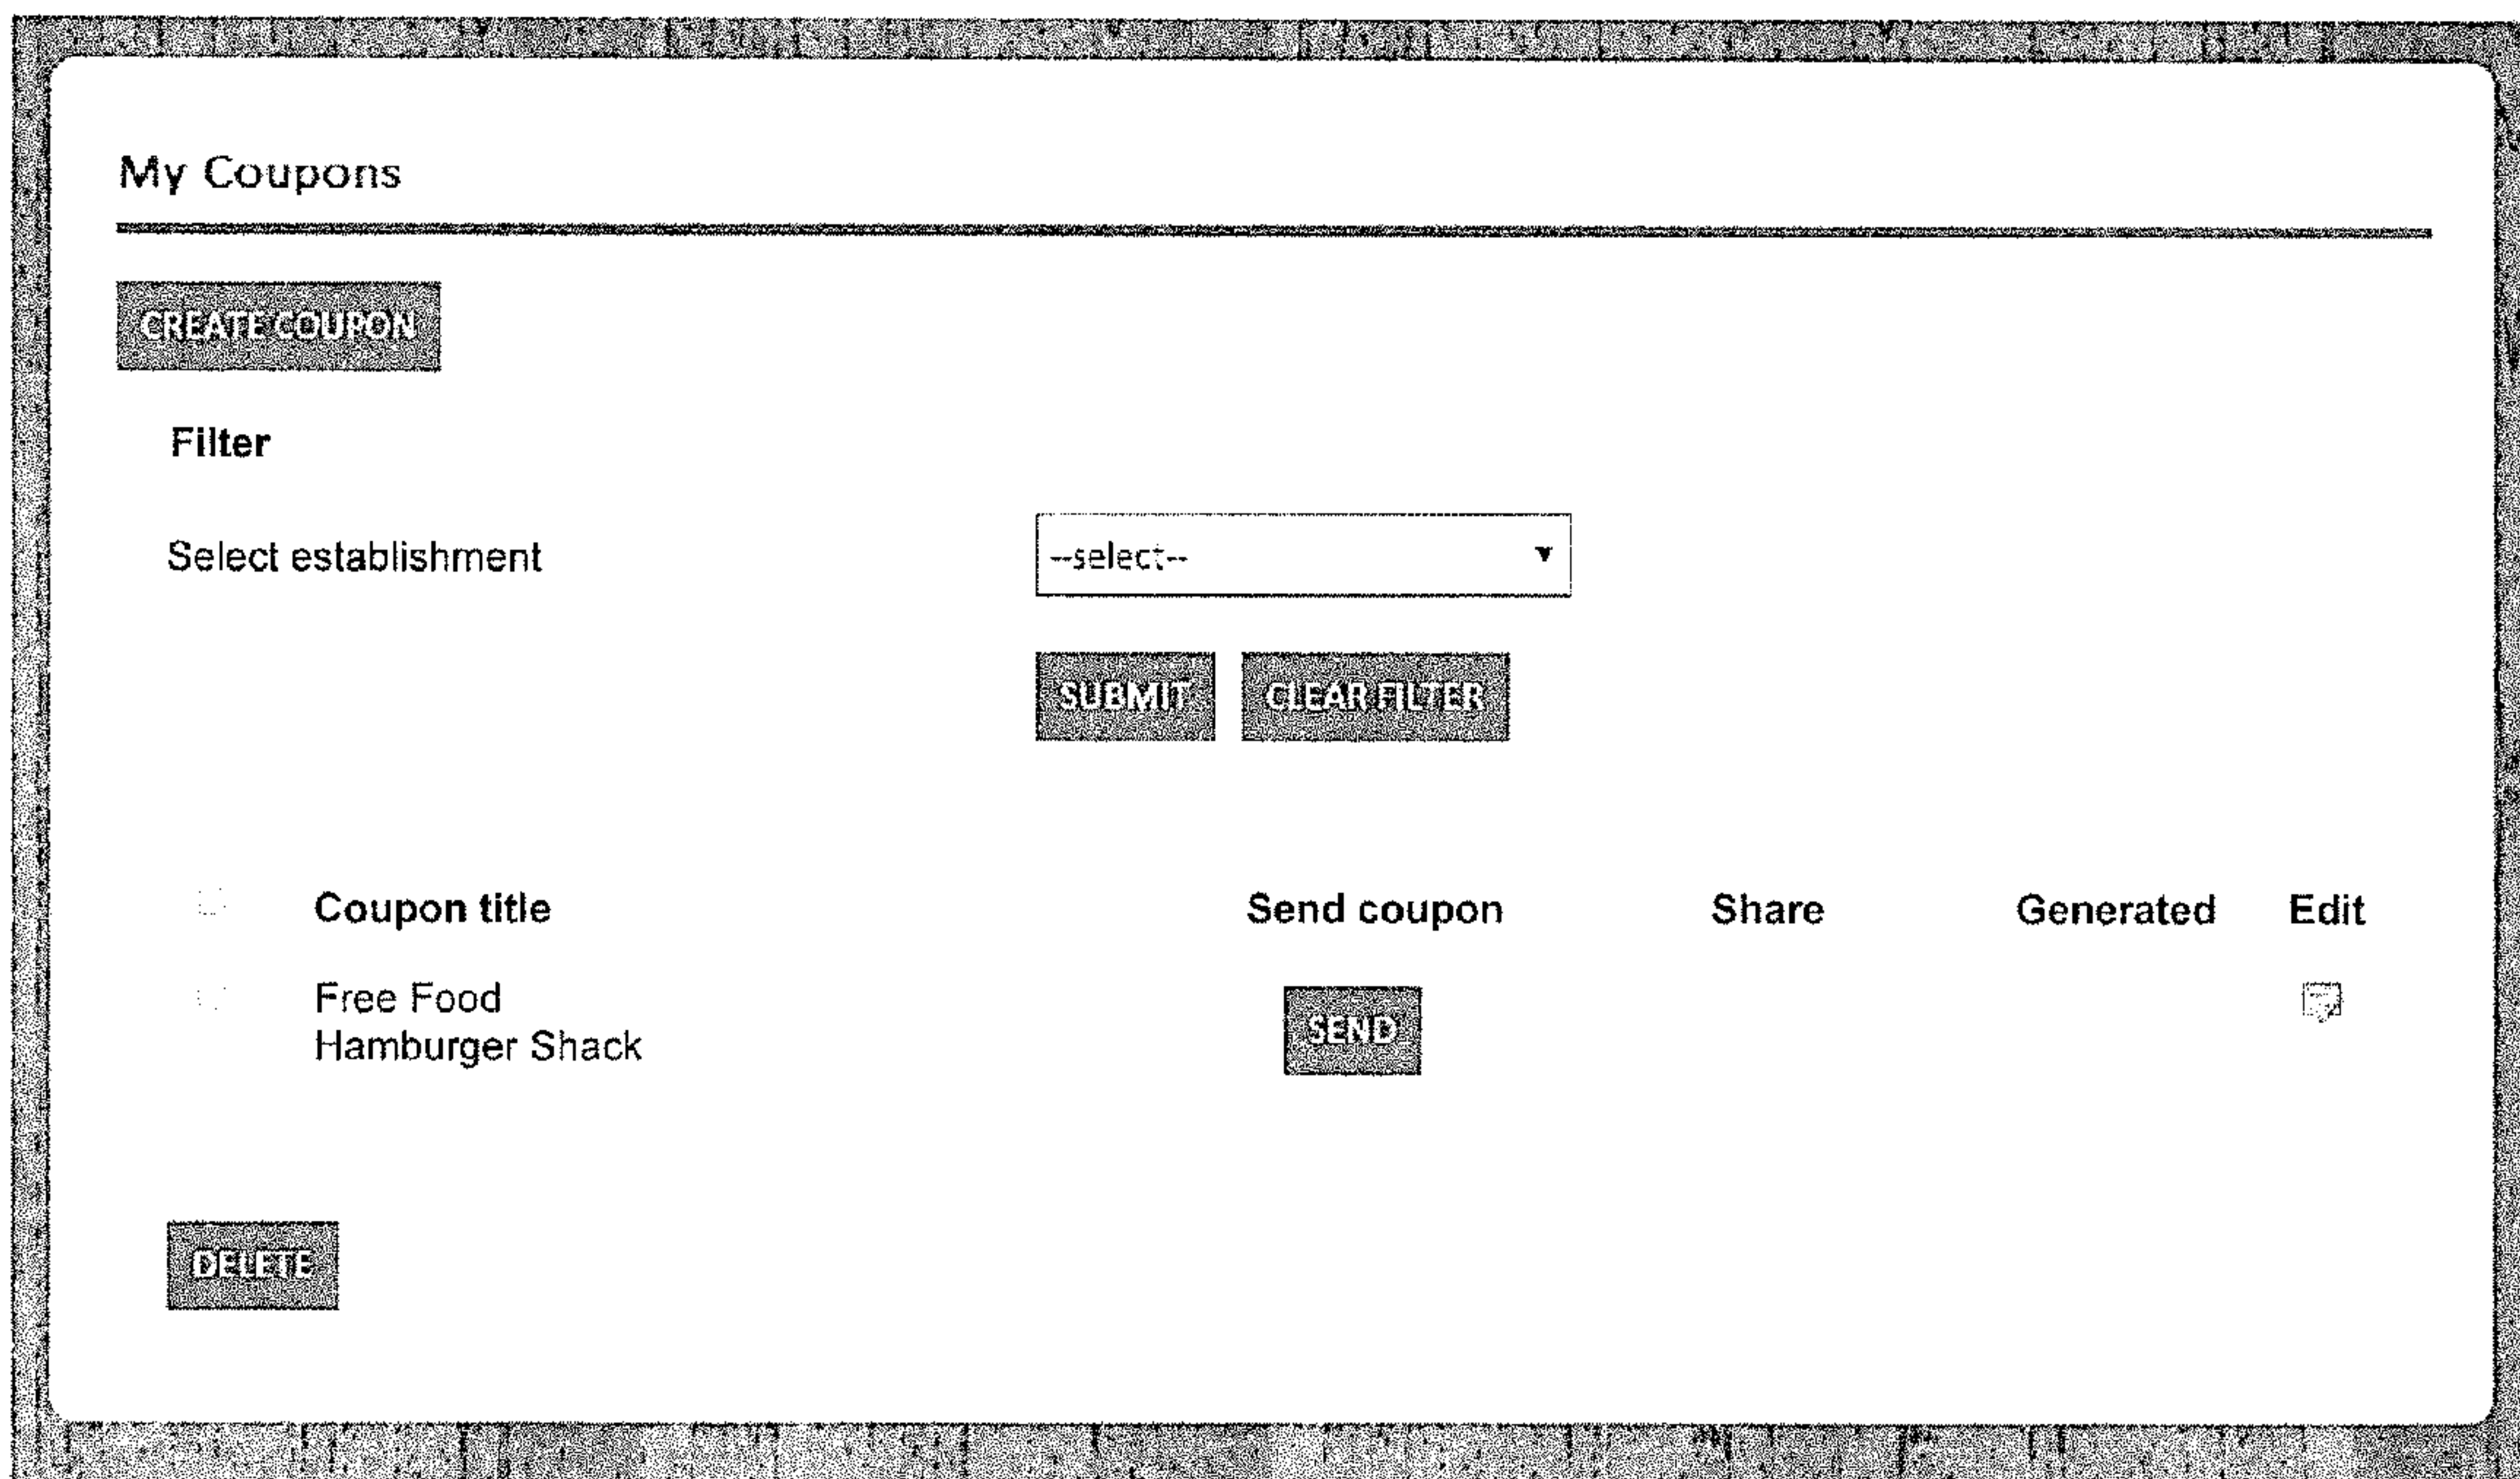 My Coupons
CREATE COUPON
Filter
Select establishment
--select--
SUBMIT CLEAR FILTER
Coupon title Send coupon Share Generated Edit
Free Food
Hamburger Shack
SEND
DELETE